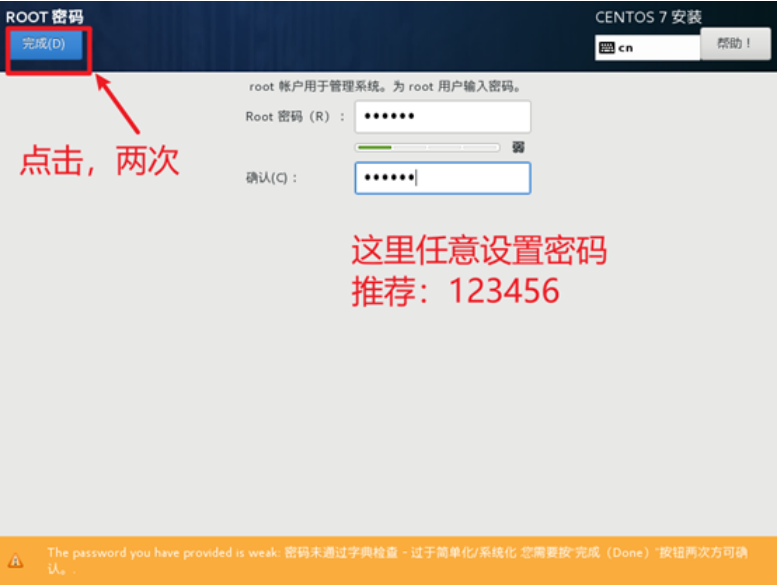 ROOT 密码
CENTOS 7 安装
完成(D)
cn
帮助！
root 帐户用于管理系统。为 root 用户输入密码。
Root 密码（R）：
••••••
弱
确认(C)：
••••••
点击，两次
这里任意设置密码
推荐：123456
The password you have provided is weak: 密码未通过字典检查 - 过于简单化/系统化 您需要按"完成（Done）"按钮两次方可确
认。.